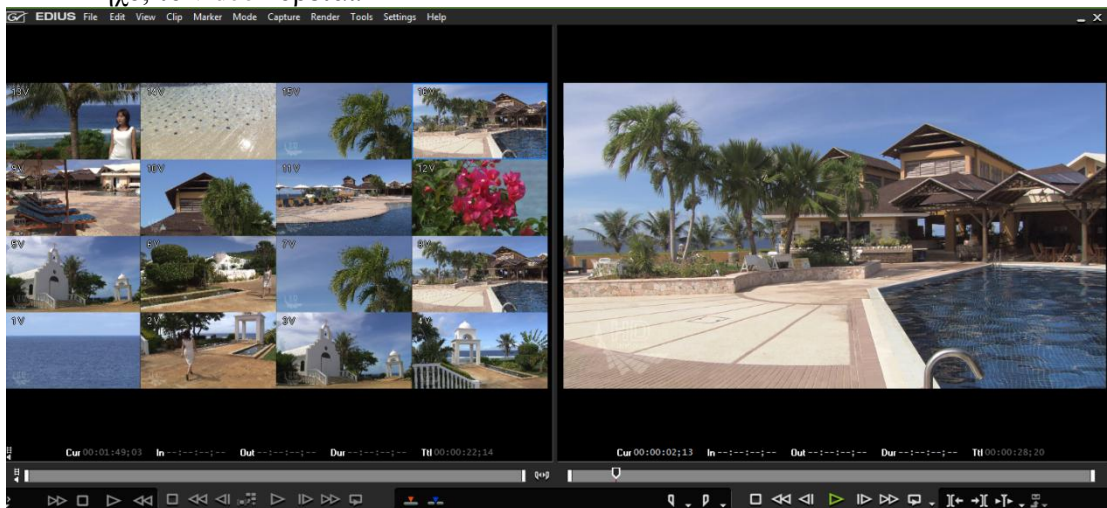 EDIUS File Edit View Clip Marker Mode Capture Render Tools Settings Help
13V 14V 15V 16V
9V 10V 11V 12V
5V 6V 7V 8V
1V 2V 3V 4V
Cur 00:01:49;03 In --:--:--;-- Out --:--:--;-- Dur --:--:--;-- Ttl 00:00:22;14
Cur 00:00:02;13 In --:--:--;-- Out --:--:--;-- Dur --:--:--;-- Ttl 00:00:28;20